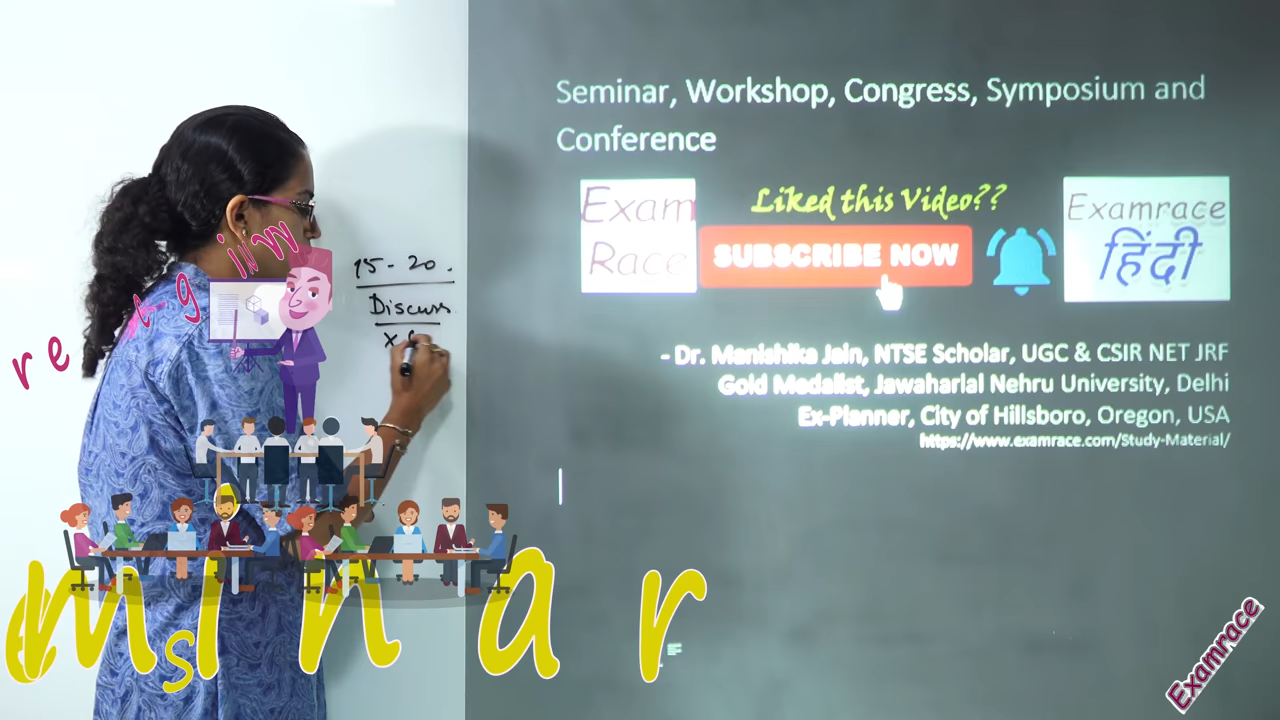 Seminar, Workshop, Congress, Symposium and
Conference
Exam
Race
Liked this Video??
SUBSCRIBE NOW
Examrace
हिंदी
- Dr. Manishika Jain, NTSE Scholar, UGC & CSIR NET JRF
Gold Medalist, Jawaharlal Nehru University, Delhi
Ex-Planner, City of Hillsboro, Oregon, USA
https://www.examrace.com/Study-Material/
15-20.
Discuss
Examrace